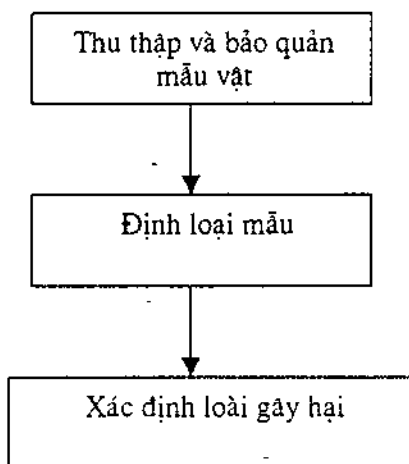 Thu thập và bảo quản
mẫu vật
Định loại mẫu
Xác định loài gây hại